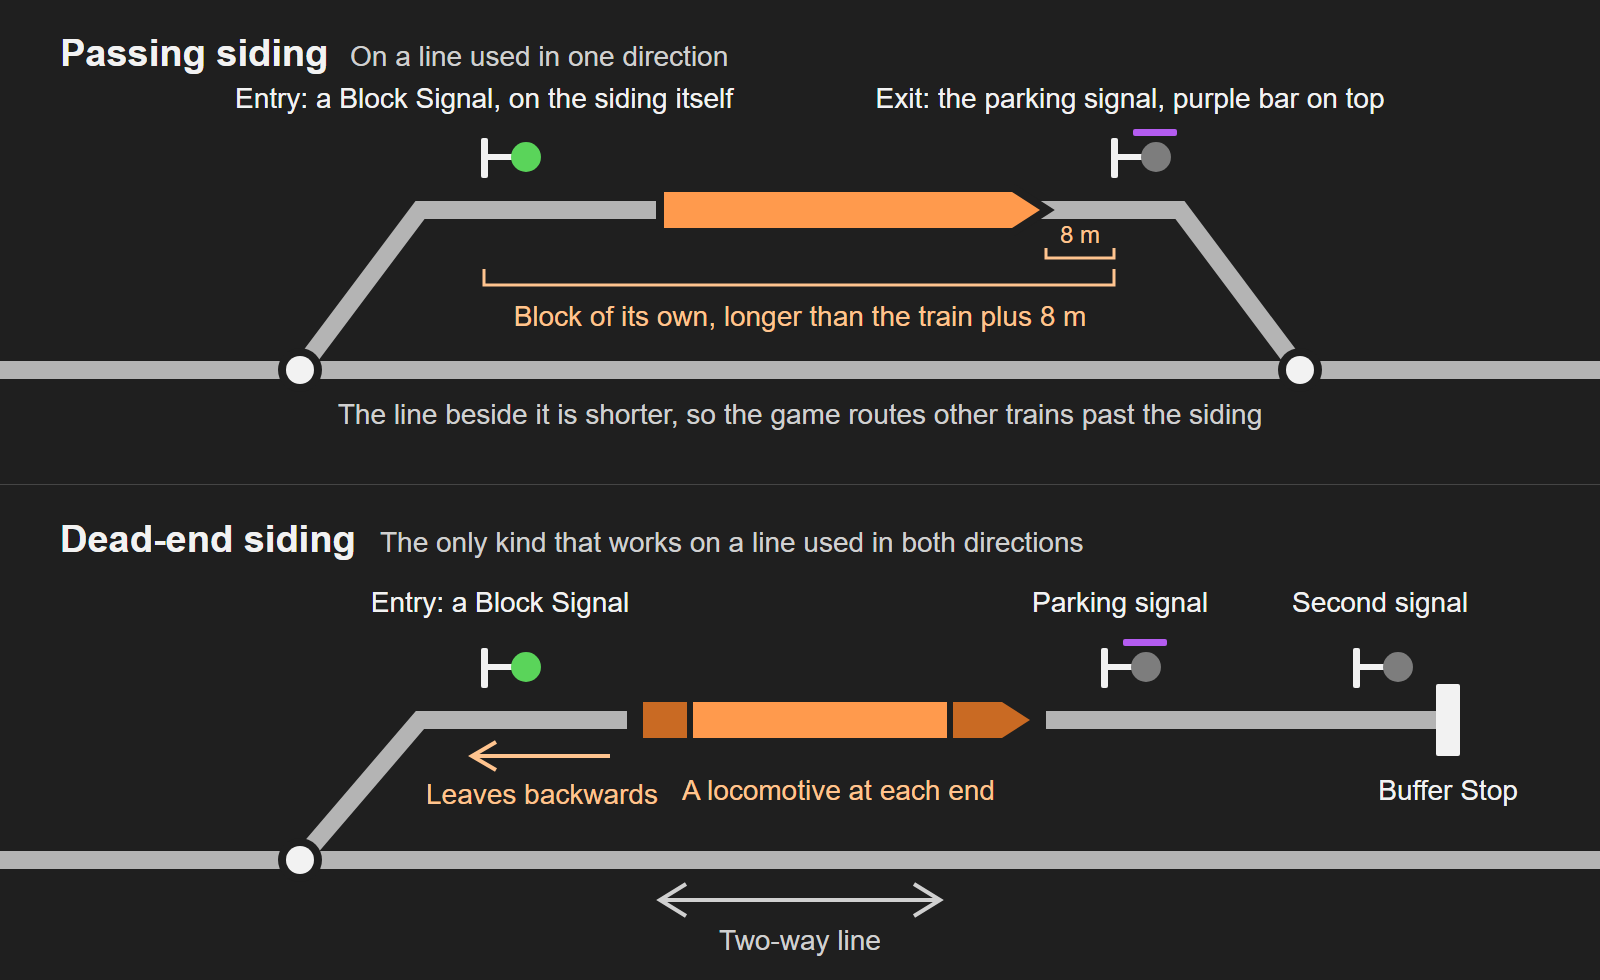 Passing siding On a line used in one direction
Entry: a Block Signal, on the siding itself
Exit: the parking signal, purple bar on top
8 m
Block of its own, longer than the train plus 8 m
The line beside it is shorter, so the game routes other trains past the siding
Dead-end siding The only kind that works on a line used in both directions
Entry: a Block Signal
Parking signal
Second signal
Leaves backwards
A locomotive at each end
Buffer Stop
Two-way line